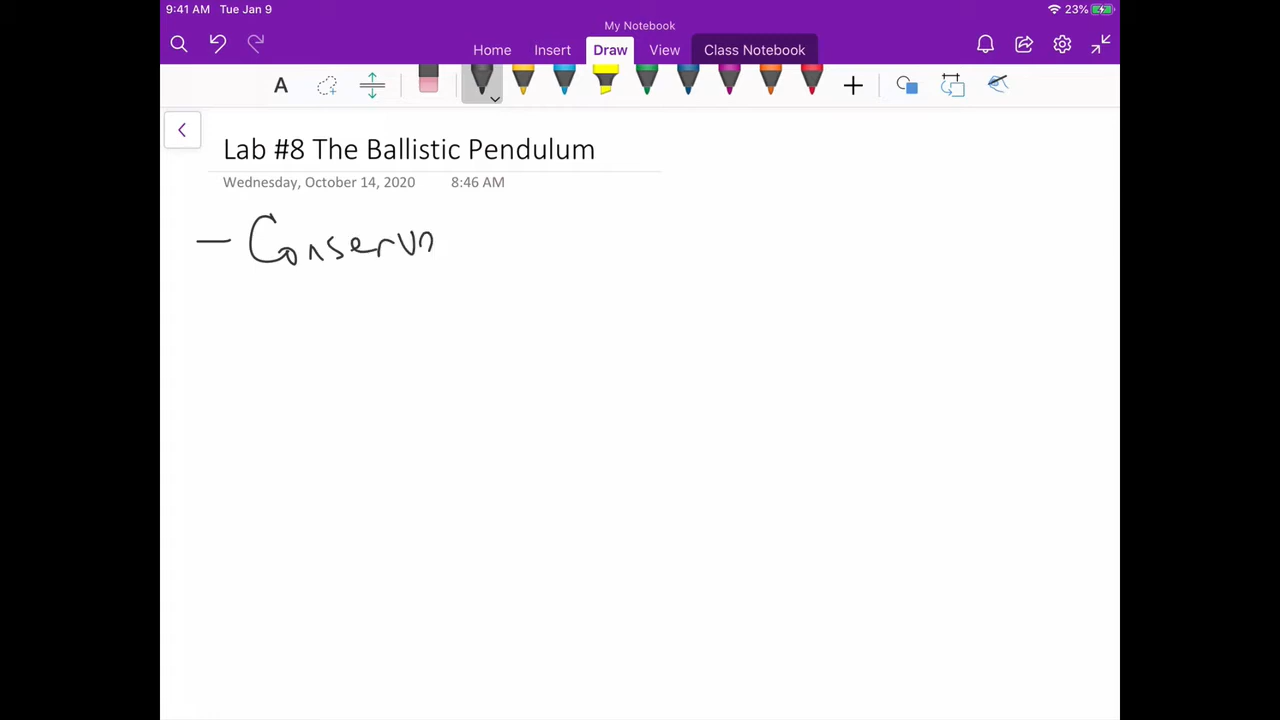 9:41 AM Tue Jan 9 23%
My Notebook
Home Insert Draw View Class Notebook
A
Lab #8 The Ballistic Pendulum
Wednesday, October 14, 2020 8:46 AM
- Conserva